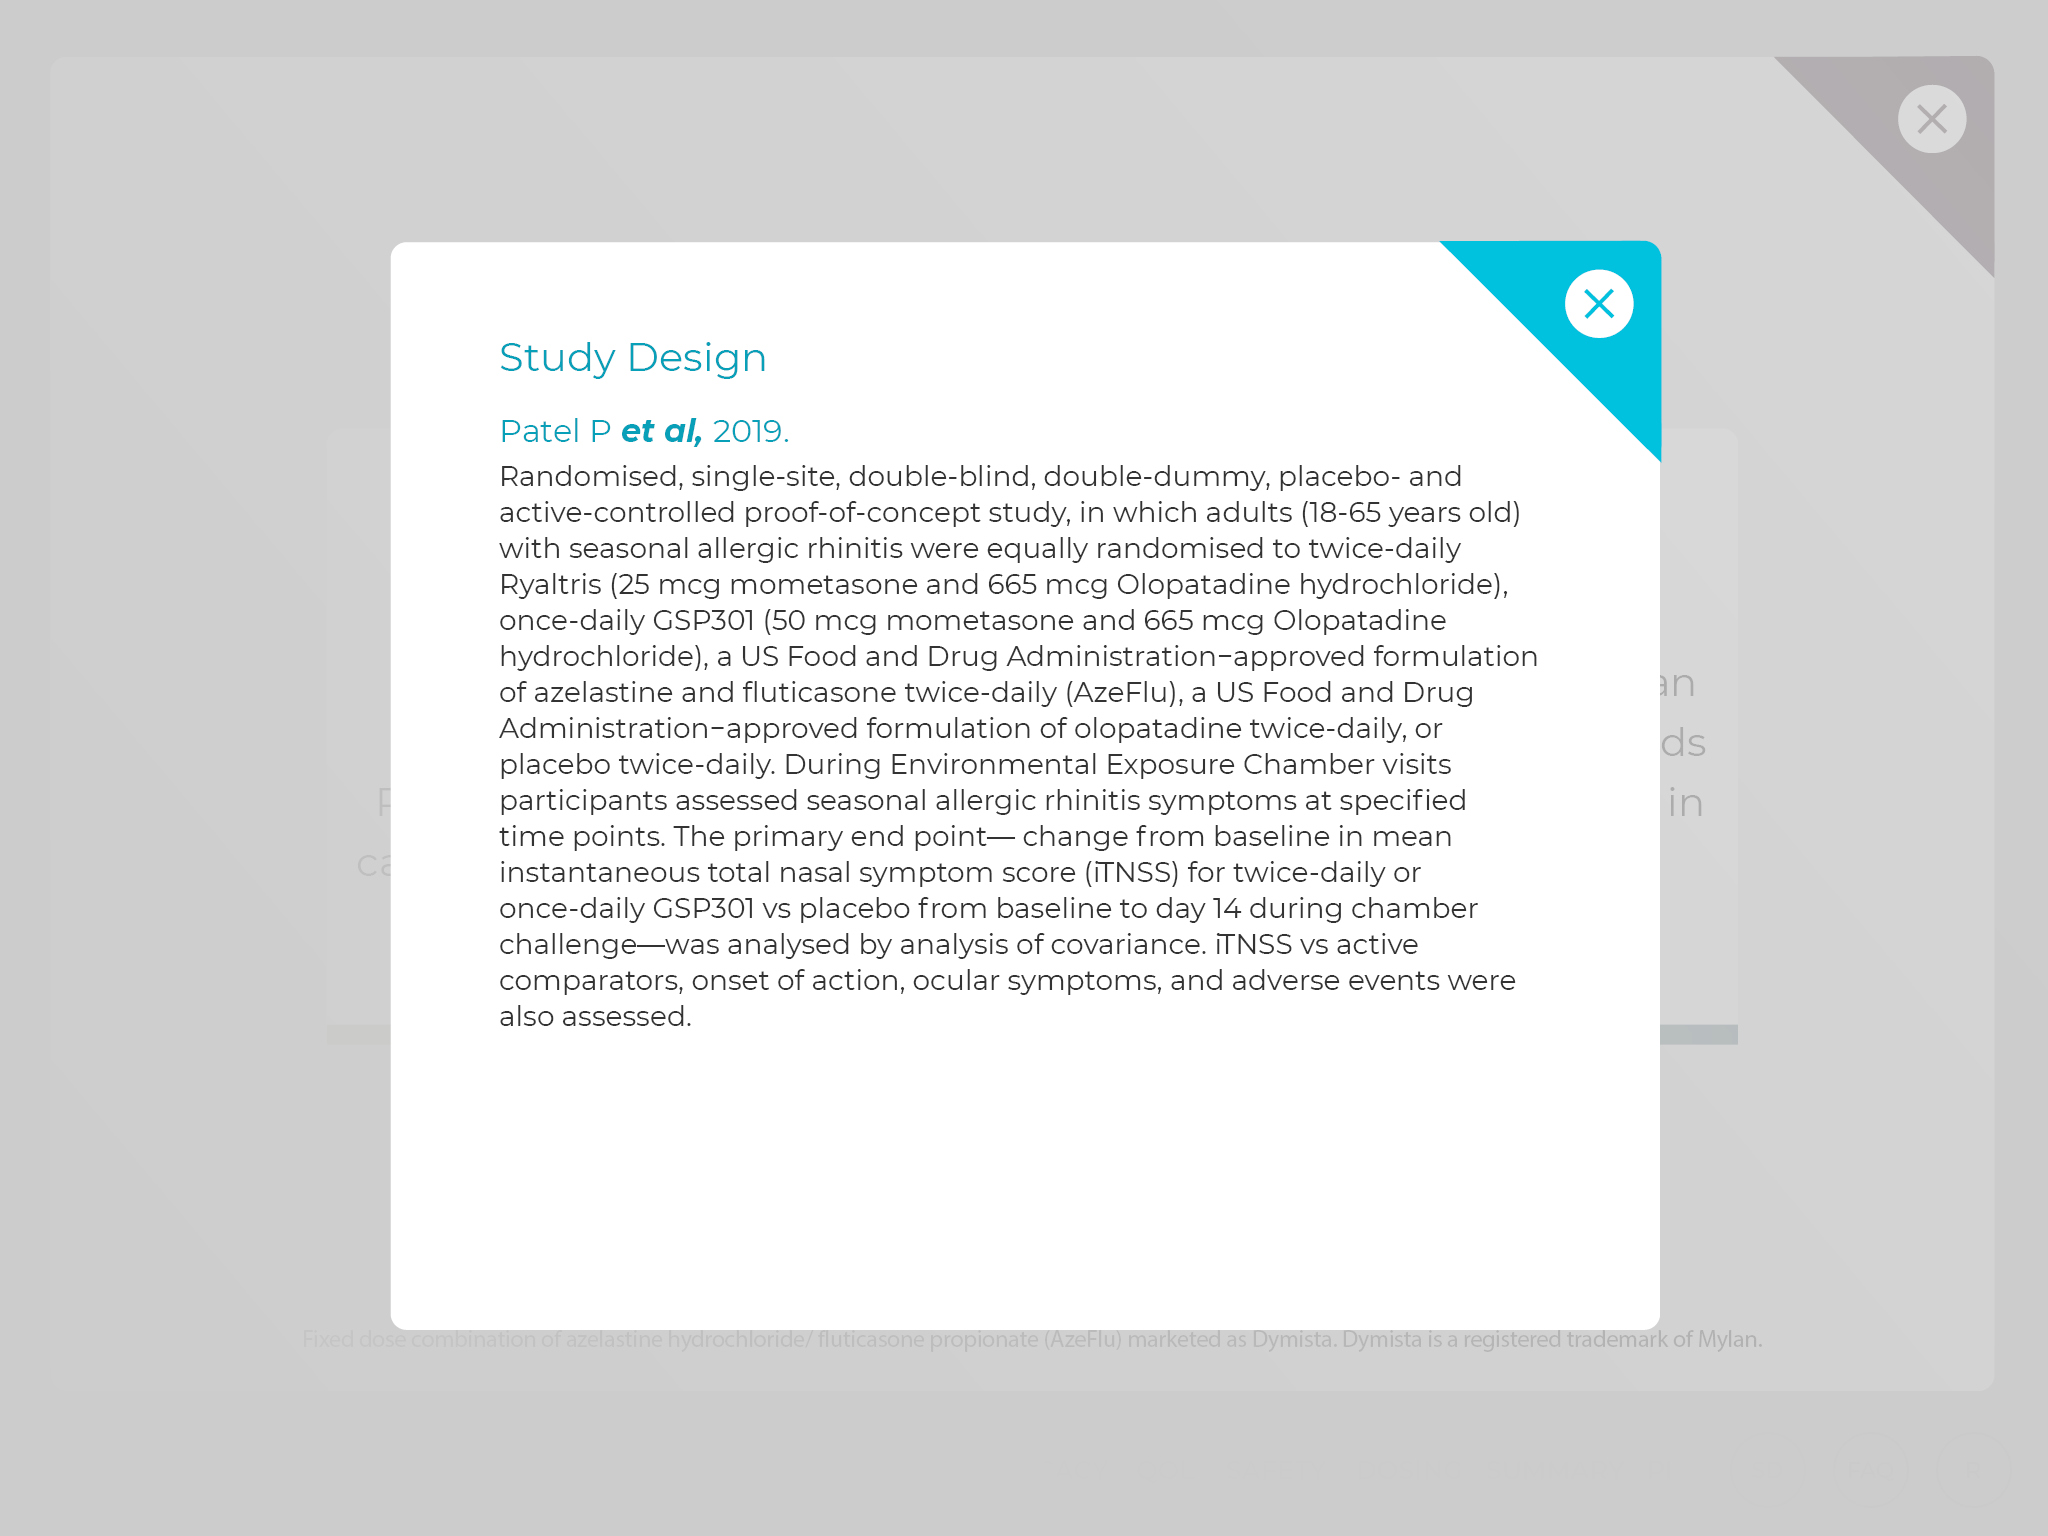 Study Design
Patel P et al, 2019.
Randomised, single-site, double-blind, double-dummy, placebo- and
active-controlled proof-of-concept study, in which adults (18-65 years old)
with seasonal allergic rhinitis were equally randomised to twice-daily
Ryaltris (25 mcg mometasone and 665 mcg Olopatadine hydrochloride),
once-daily GSP301 (50 mcg mometasone and 665 mcg Olopatadine
hydrochloride), a US Food and Drug Administration–approved formulation
of azelastine and fluticasone twice-daily (AzeFlu), a US Food and Drug
Administration–approved formulation of olopatadine twice-daily, or
placebo twice-daily. During Environmental Exposure Chamber visits
participants assessed seasonal allergic rhinitis symptoms at specified
time points. The primary end point— change from baseline in mean
instantaneous total nasal symptom score (iTNSS) for twice-daily or
once-daily GSP301 vs placebo from baseline to day 14 during chamber
challenge—was analysed by analysis of covariance. iTNSS vs active
comparators, onset of action, ocular symptoms, and adverse events were
also assessed.
in
Fixed dose combination of azelastine hydrochloride/ fluticasone propionate (AzeFlu) marketed as Dymista. Dymista is a registered trademark of Mylan.